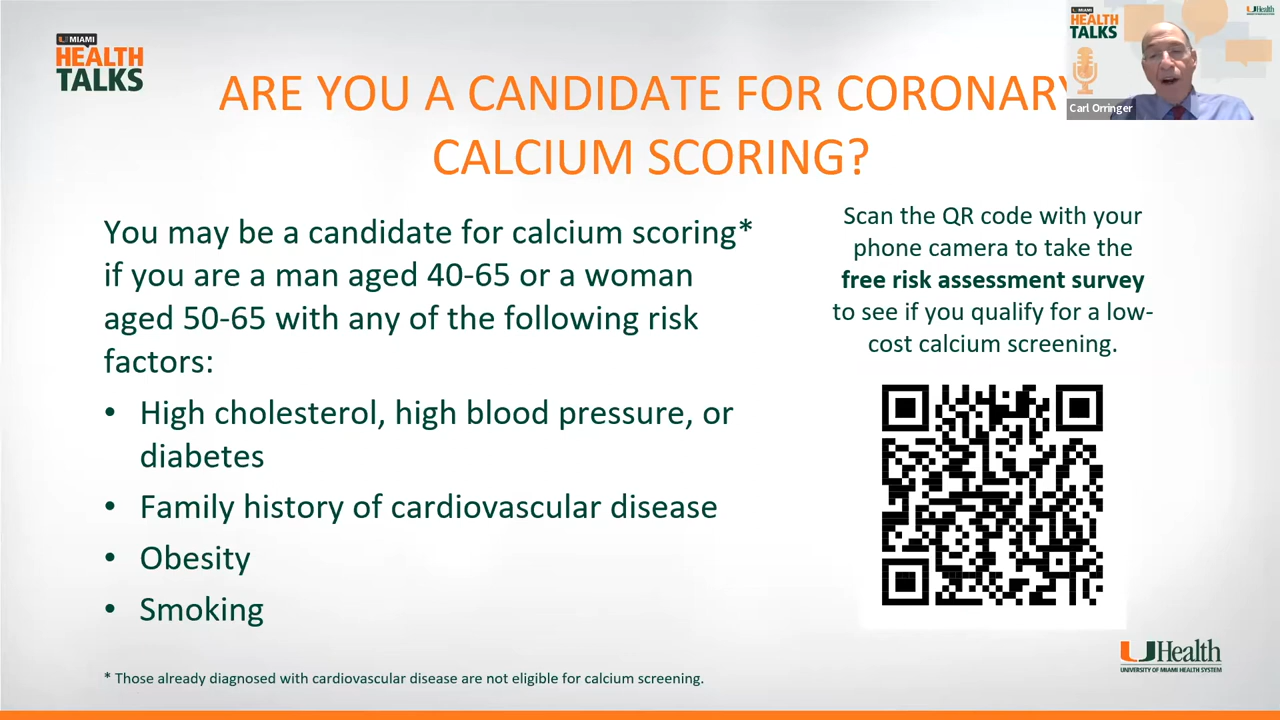 U MIAMI
HEALTH
TALKS
ARE YOU A CANDIDATE FOR CORONARY
CALCIUM SCORING?
You may be a candidate for calcium scoring*
if you are a man aged 40-65 or a woman
aged 50-65 with any of the following risk
factors:
• High cholesterol, high blood pressure, or
diabetes
• Family history of cardiovascular disease
• Obesity
• Smoking
* Those already diagnosed with cardiovascular disease are not eligible for calcium screening.
Scan the QR code with your
phone camera to take the
free risk assessment survey
to see if you qualify for a low-
cost calcium screening.
UHealth
UNIVERSITY OF MIAMI HEALTH SYSTEM
U MIAMI
HEALTH
TALKS
UHealth
Carl Orringer